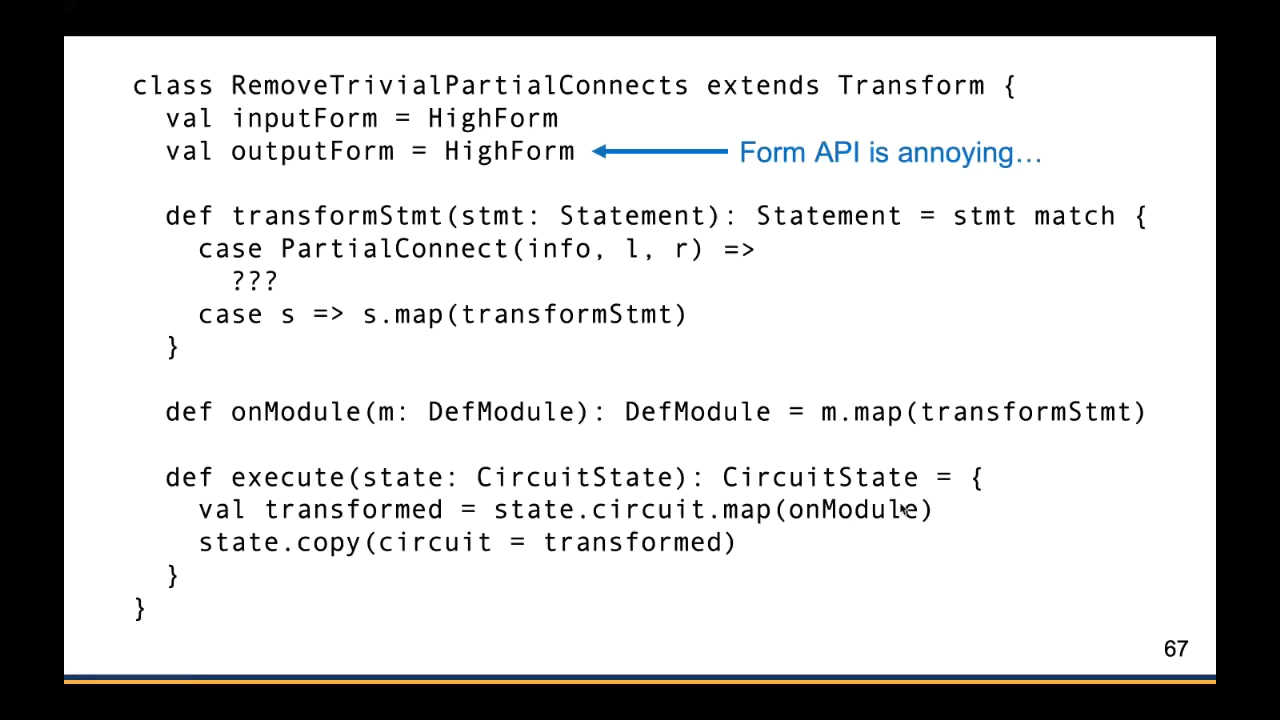 class RemoveTrivialPartialConnects extends Transform {
  val inputForm = HighForm
  val outputForm = HighForm
Form API is annoying…
  def transformStmt(stmt: Statement): Statement = stmt match {
    case PartialConnect(info, l, r) =>
      ???
    case s => s.map(transformStmt)
  }
  def onModule(m: DefModule): DefModule = m.map(transformStmt)
  def execute(state: CircuitState): CircuitState = {
    val transformed = state.circuit.map(onModule)
    state.copy(circuit = transformed)
  }
}
67